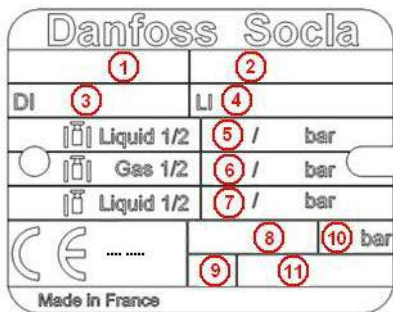 Danfoss Socla
1 2
DI 3 LI 4
Liquid 1/2 5 / bar
Gas 1/2 6 / bar
Liquid 1/2 7 / bar
CE .... ..... 8 10 bar
9 11
Made in France